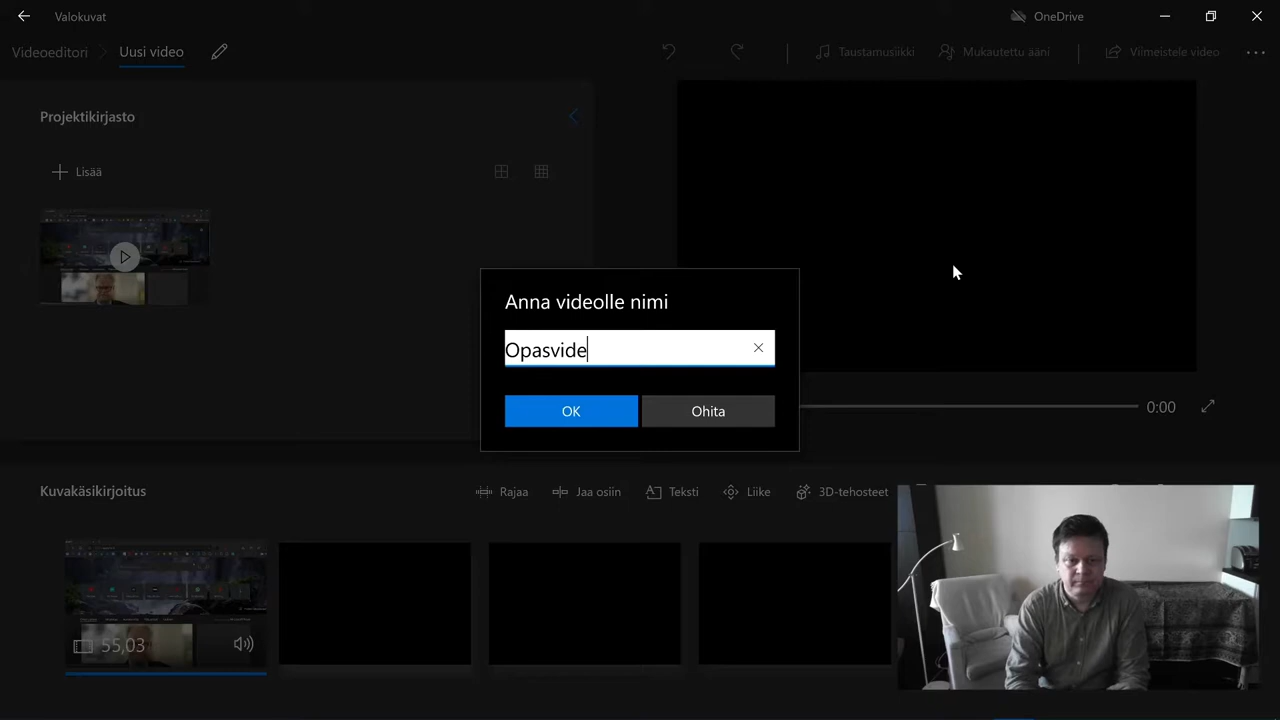 Valokuvat
OneDrive
Videoeditori
Uusi video
Taustamusiikki
Mukautettu ääni
Viimeistele video
Projektikirjasto
Lisää
Anna videolle nimi
Opasvide
OK
Ohita
0:00
Kuvakäsikirjoitus
Rajaa
Jaa osiin
Teksti
Liike
3D-tehosteet
55,03